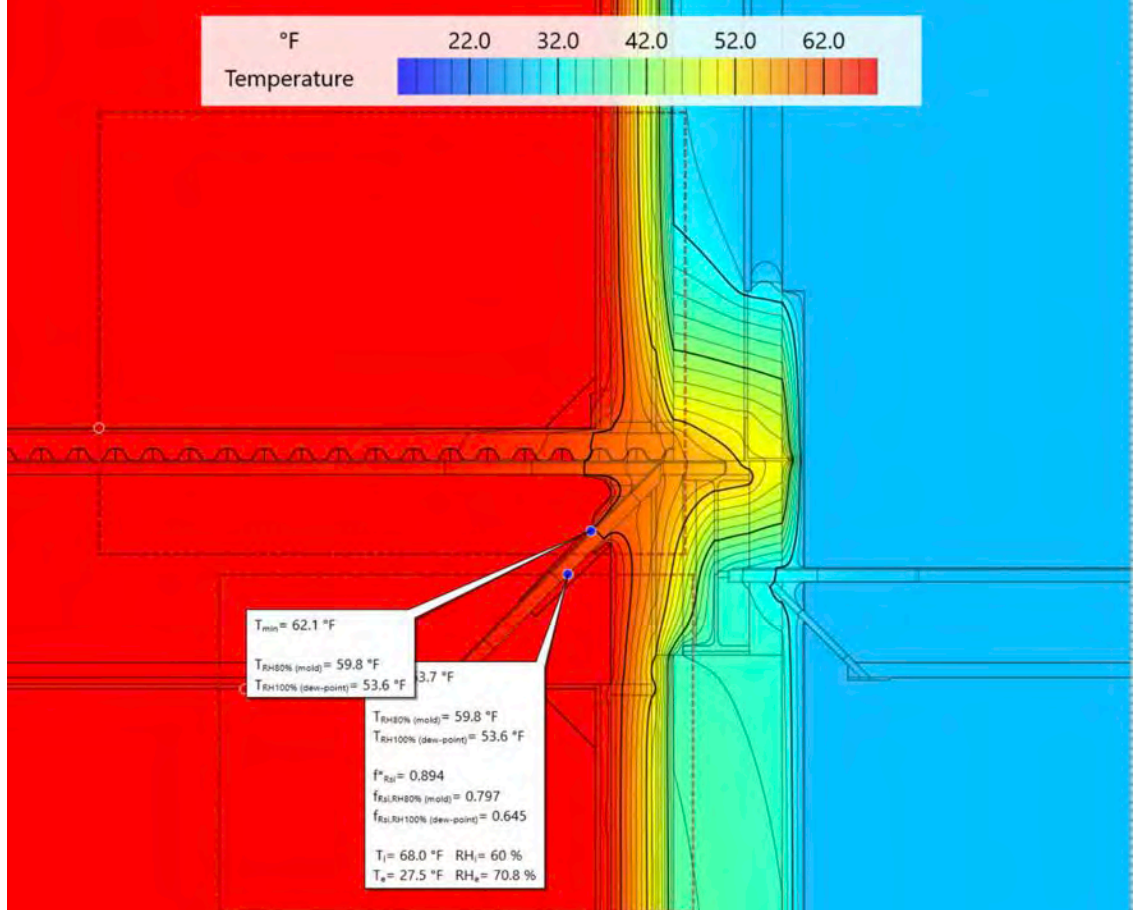 °F 22.0 32.0 42.0 52.0 62.0
Temperature
Tmin= 62.1 °F
TRH80% (mold)= 59.8 °F
TRH100% (dew-point)= 53.6 °F
3.7 °F
TRH80% (mold)= 59.8 °F
TRH100% (dew-point)= 53.6 °F
f*Rsi= 0.894
fRsi,RH80% (mold)= 0.797
fRsi,RH100% (dew-point)= 0.645
Ti= 68.0 °F RHi= 60 %
Te= 27.5 °F RHe= 70.8 %